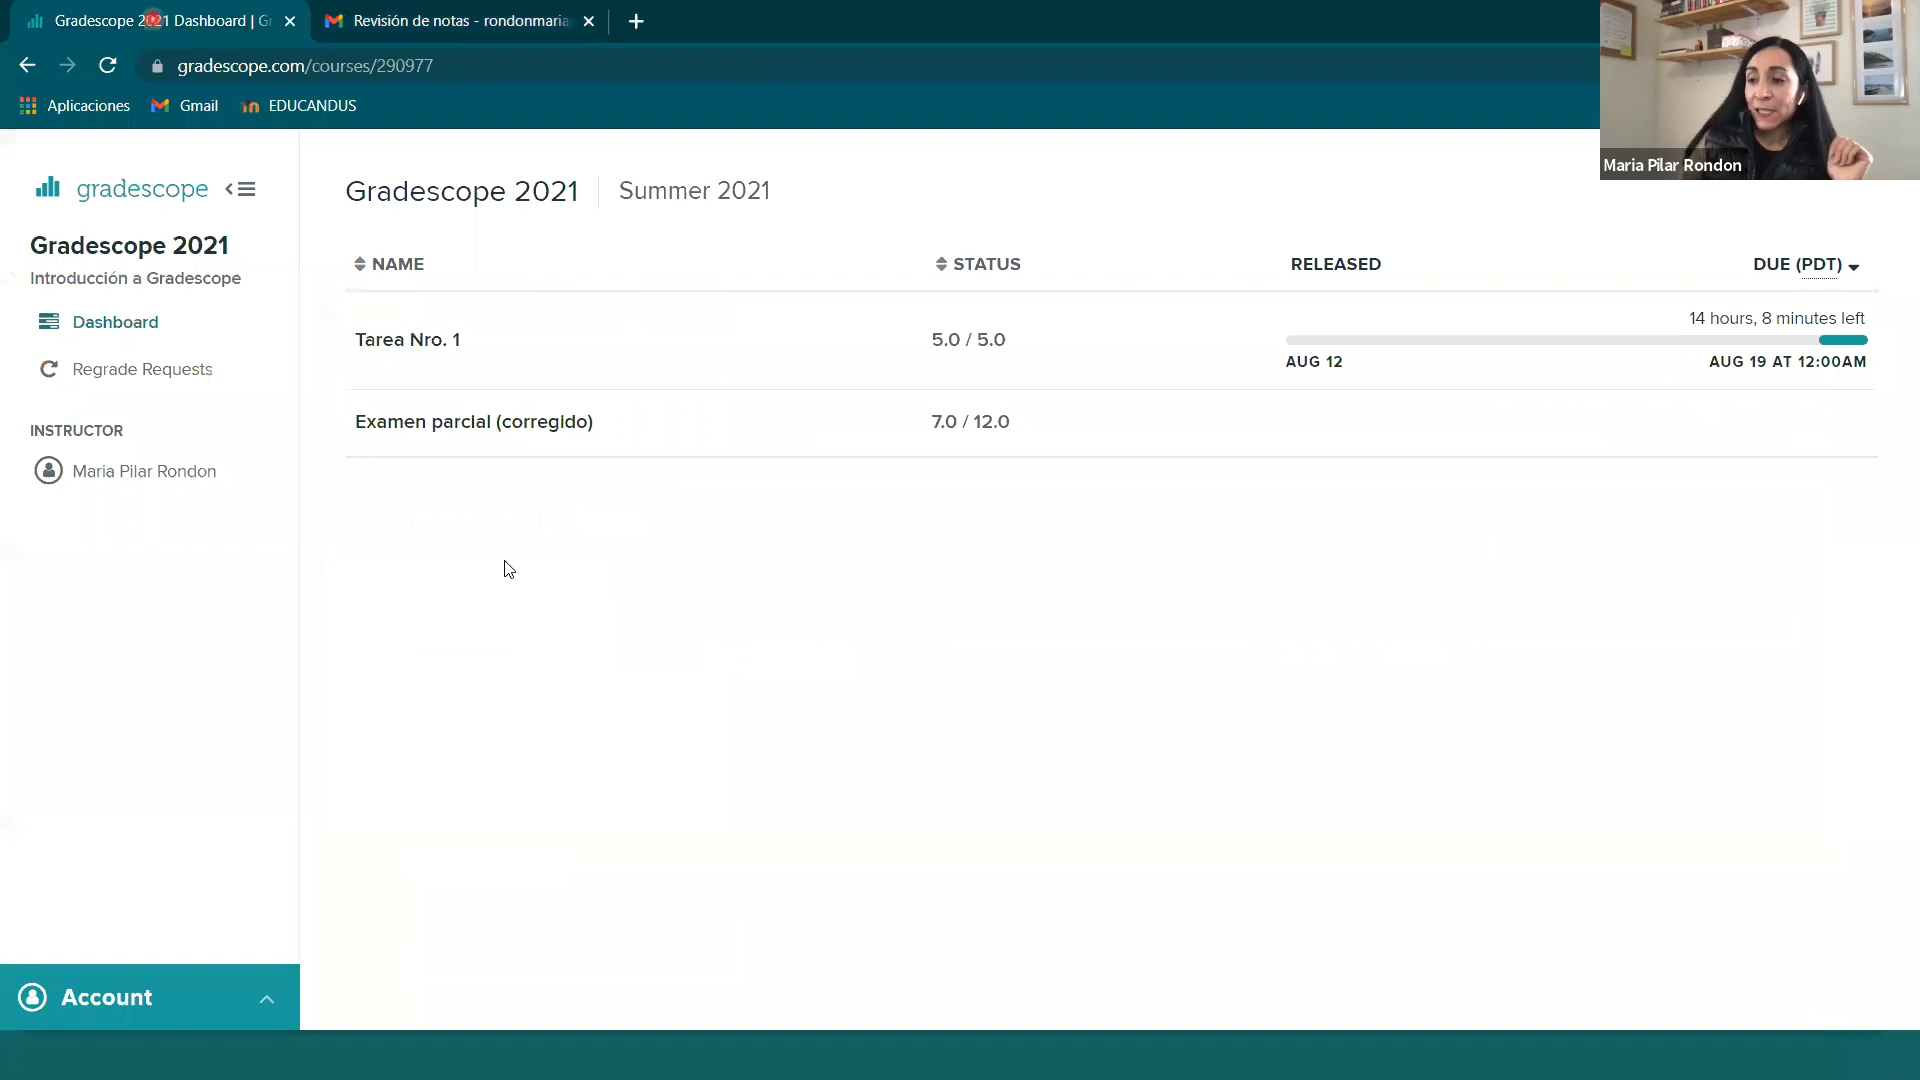 Gradescope 2021 Dashboard | Gr
Revisión de notas - rondonmaria
gradescope.com/courses/290977
Aplicaciones
Gmail
EDUCANDUS
Maria Pilar Rondon
gradescope
Gradescope 2021
Introducción a Gradescope
Dashboard
Regrade Requests
INSTRUCTOR
Maria Pilar Rondon
Account
Gradescope 2021 Summer 2021
NAME STATUS RELEASED DUE (PDT)
Tarea Nro. 1 5.0 / 5.0
14 hours, 8 minutes left
AUG 12 AUG 19 AT 12:00AM
Examen parcial (corregido) 7.0 / 12.0